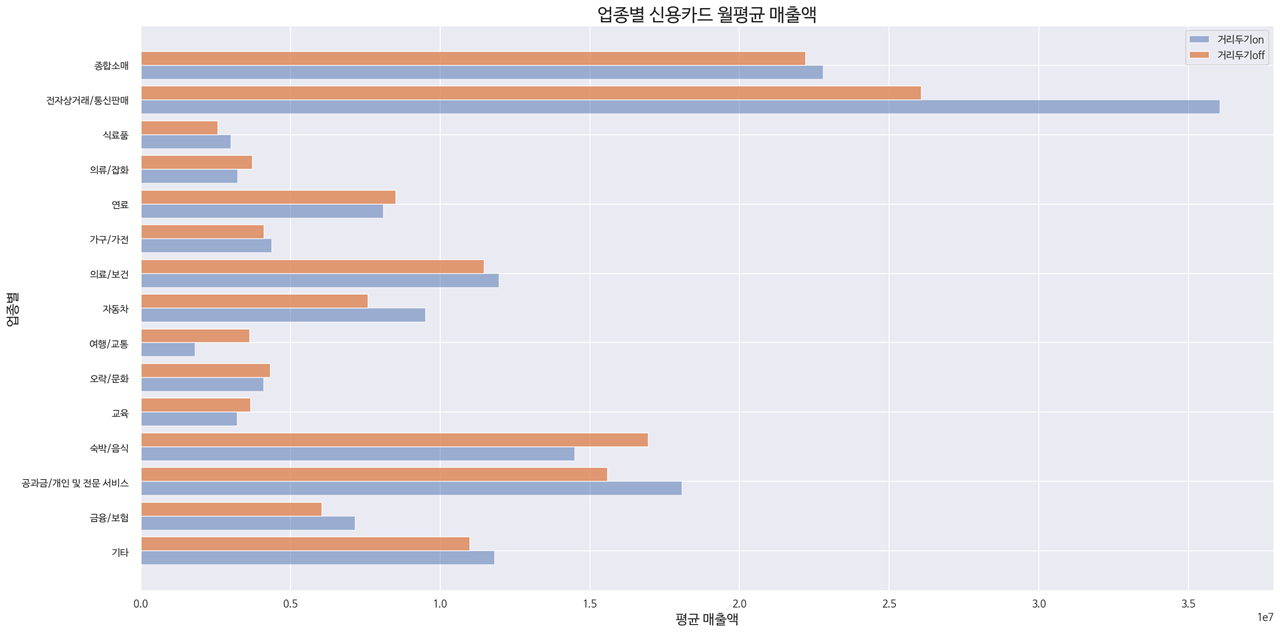 업종별 신용카드 월평균 매출액
거리두기on
거리두기off
종합소매
전자상거래/통신판매
식료품
의류/잡화
연료
가구/가전
의료/보건
자동차
여행/교통
오락/문화
교육
숙박/음식
공과금/개인 및 전문 서비스
금융/보험
기타
업종별
0.0 0.5 1.0 1.5 2.0 2.5 3.0 3.5
1e7
평균 매출액